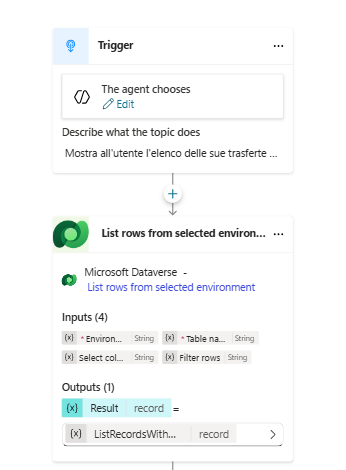 Trigger
The agent chooses
Edit
Describe what the topic does
Mostra all'utente l'elenco delle sue trasferte ...
List rows from selected environ...
Microsoft Dataverse -
List rows from selected environment
Inputs (4)
{x} * Environ... String {x} * Table na... String
{x} Select col... String {x} Filter rows String
Outputs (1)
{x} Result record =
{x} ListRecordsWith... record